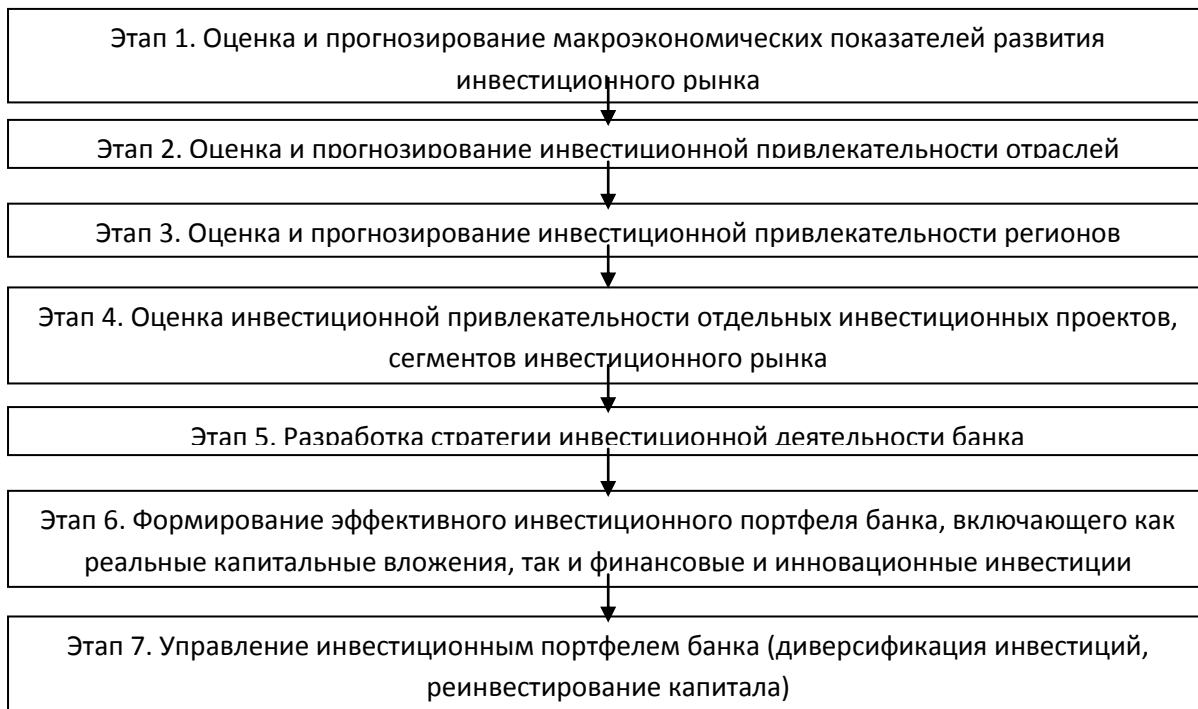 Этап 1. Оценка и прогнозирование макроэкономических показателей развития
инвестиционного рынка
Этап 2. Оценка и прогнозирование инвестиционной привлекательности отраслей
Этап 3. Оценка и прогнозирование инвестиционной привлекательности регионов
Этап 4. Оценка инвестиционной привлекательности отдельных инвестиционных проектов,
сегментов инвестиционного рынка
Этап 5. Разработка стратегии инвестиционной деятельности банка
Этап 6. Формирование эффективного инвестиционного портфеля банка, включающего как
реальные капитальные вложения, так и финансовые и инновационные инвестиции
Этап 7. Управление инвестиционным портфелем банка (диверсификация инвестиций,
реинвестирование капитала)